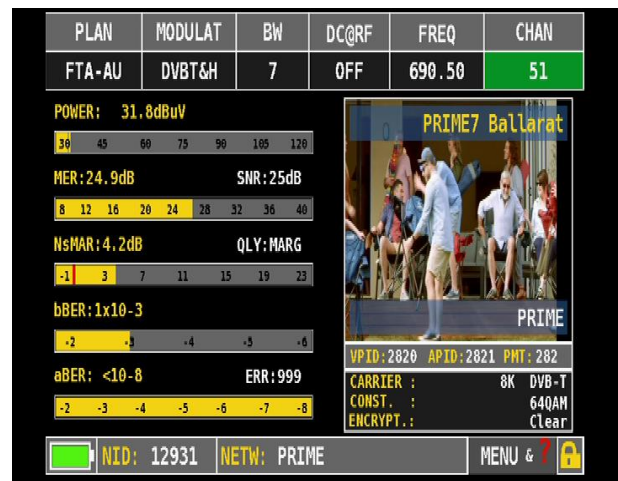 PLAN MODULAT BW DC@RF FREQ CHAN
FTA-AU DVBT&H 7 OFF 690.50 51
POWER: 31.8dBuV
30 45 60 75 90 105 120
MER:24.9dB SNR:25dB
8 12 16 20 24 28 32 36 40
NsMAR:4.2dB QLY:MARG
-1 3 7 11 15 19 23
bBER:1x10-3
-2 -3 -4 -5 -6
aBER: <10-8 ERR:999
-2 -3 -4 -5 -6 -7 -8
PRIME7 Ballarat
PRIME
VPID:2820 APID:2821 PMT:282
CARRIER : 8K DVB-T
CONST. : 64QAM
ENCRYPT.: Clear
NID: 12931 NETW: PRIME MENU & ?